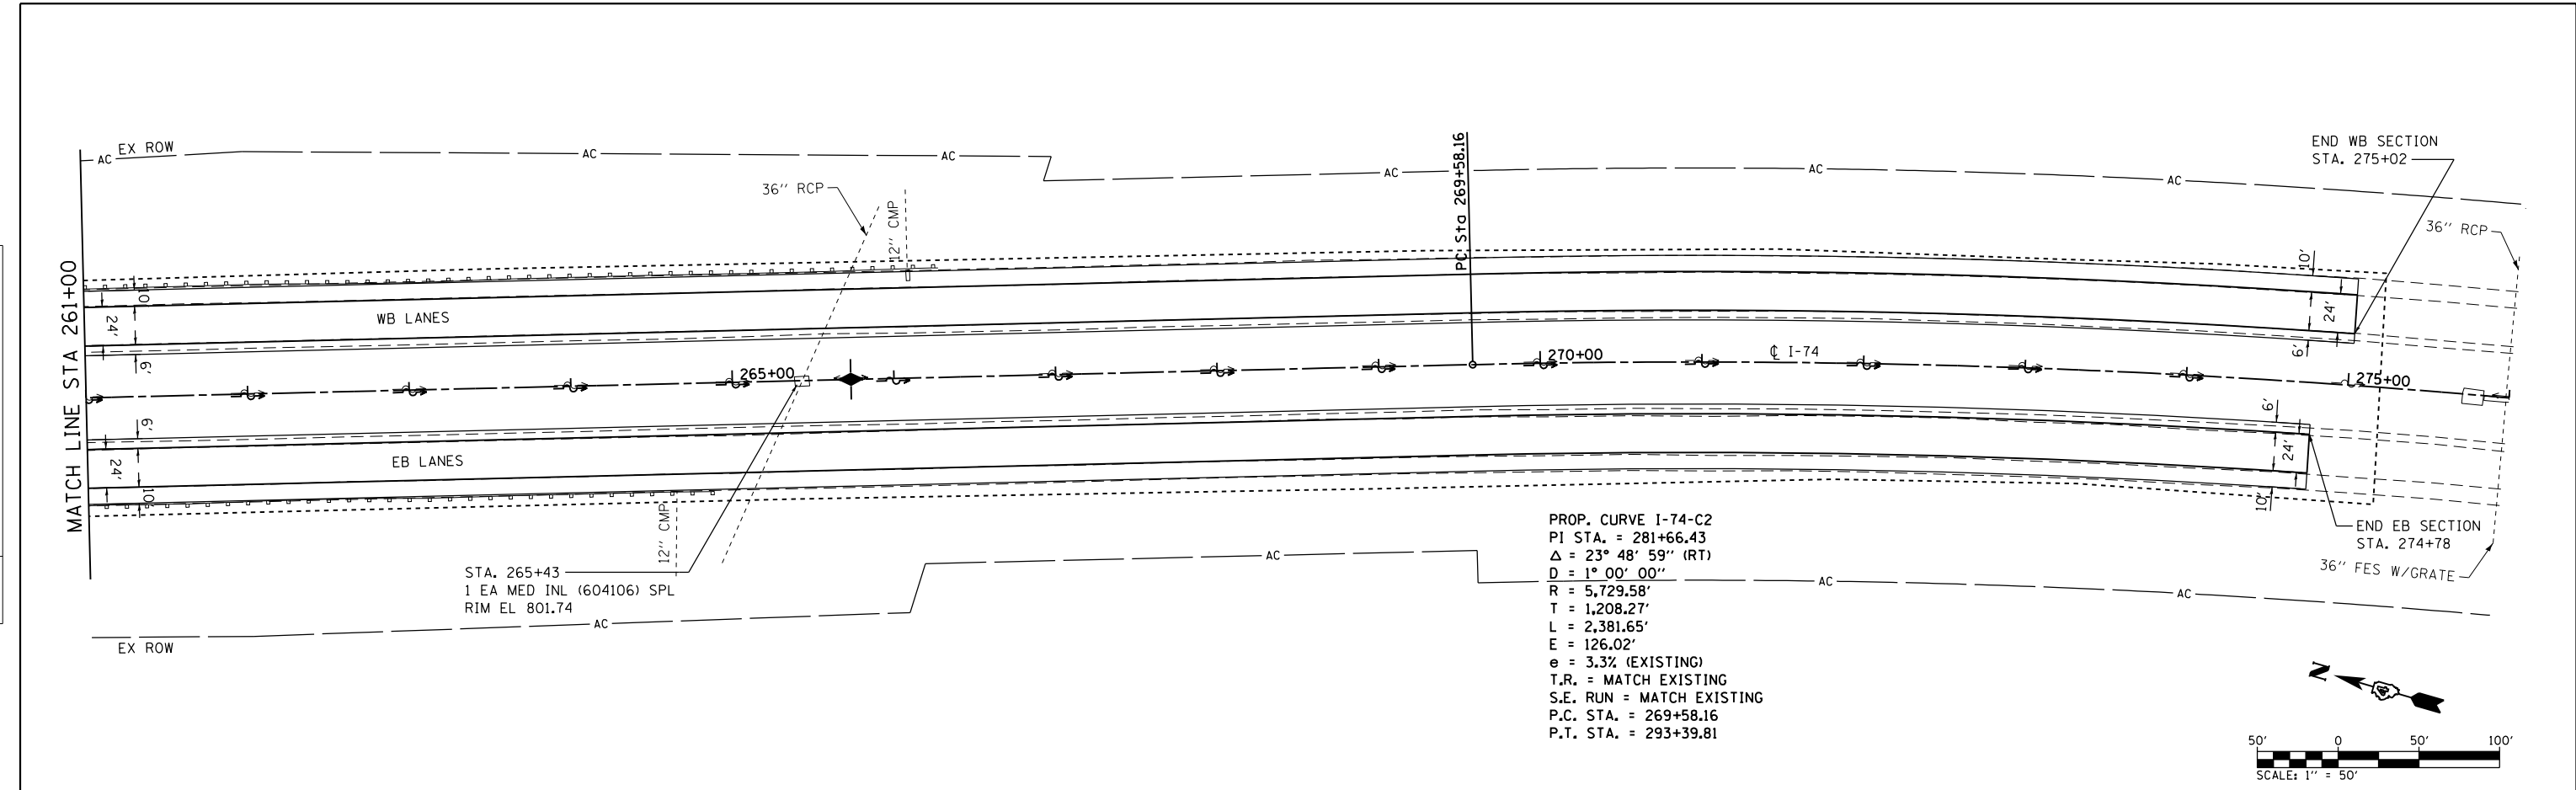 EX ROW
AC
AC
AC
AC
AC
AC
END WB SECTION
STA. 275+02
36'' RCP
12'' CMP
PC Sta 269+58.16
36'' RCP
MATCH LINE STA 261+00
10'
24'
6'
WB LANES
10'
24'
6'
265+00
270+00
℄ I-74
275+00
6'
24'
10'
EB LANES
6'
24'
10'
12'' CMP
STA. 265+43
1 EA MED INL (604106) SPL
RIM EL 801.74
END EB SECTION
STA. 274+78
36'' FES W/GRATE
AC
AC
AC
AC
EX ROW
PROP. CURVE I-74-C2
PI STA. = 281+66.43
Δ = 23° 48' 59'' (RT)
D = 1° 00' 00''
R = 5,729.58'
T = 1,208.27'
L = 2,381.65'
E = 126.02'
e = 3.3% (EXISTING)
T.R. = MATCH EXISTING
S.E. RUN = MATCH EXISTING
P.C. STA. = 269+58.16
P.T. STA. = 293+39.81
N
50' 0 50' 100'
SCALE: 1'' = 50'